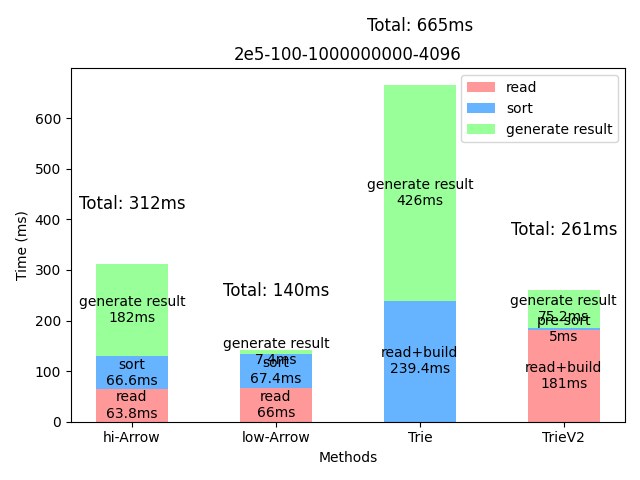 Total: 665ms
2e5-100-1000000000-4096
read
sort
generate result
Total: 312ms
Total: 140ms
Total: 261ms
generate result
182ms
sort
66.6ms
read
63.8ms
generate result
7.4ms
sort
67.4ms
read
66ms
generate result
426ms
read+build
239.4ms
generate result
75.2ms
pre-sort
5ms
read+build
181ms
Time (ms)
600
500
400
300
200
100
0
hi-Arrow
low-Arrow
Trie
TrieV2
Methods